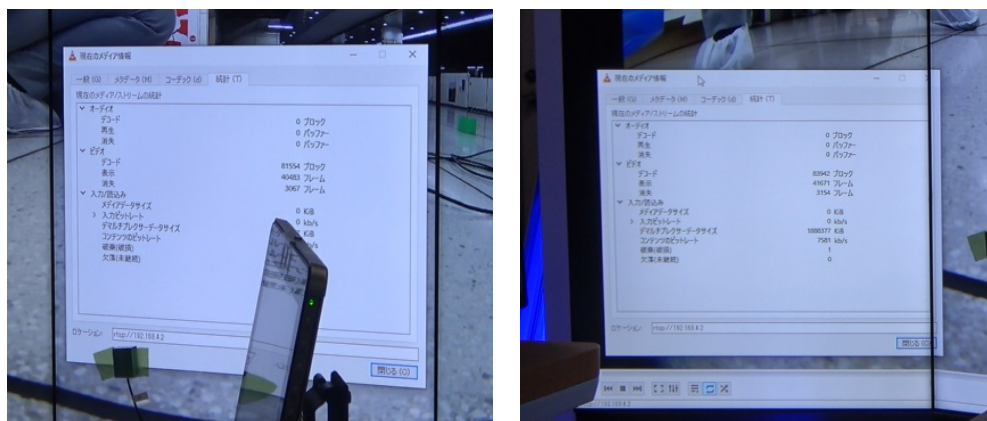 現在のメディア情報
一般 (G) メタデータ (M) コーデック (d) 統計 (T)
現在のメディア/ストリームの統計
オーディオ
デコード 0 ブロック
再生 0 バッファー
消失 0 バッファー
ビデオ
デコード 81554 ブロック
表示 40483 フレーム
消失 3067 フレーム
入力/読込み
メディアデータサイズ 0 KiB
入力ビットレート 0 kb/s
デマルチプレクサーデータサイズ KiB
コンテンツのビットレート kb/s
破棄(破損)
欠落(未継続)
ロケーション:
閉じる (C)
現在のメディア情報
一般 (G) メタデータ (M) コーデック (d) 統計 (T)
現在のメディア/ストリームの統計
オーディオ
デコード 0 ブロック
再生 0 バッファー
消失 0 バッファー
ビデオ
デコード 83942 ブロック
表示 41671 フレーム
消失 3154 フレーム
入力/読込み
メディアデータサイズ 0 KiB
入力ビットレート 0 kb/s
デマルチプレクサーデータサイズ 1888377 KiB
コンテンツのビットレート 7581 kb/s
破棄(破損) 1
欠落(未継続) 0
ロケーション:
閉じる (C)